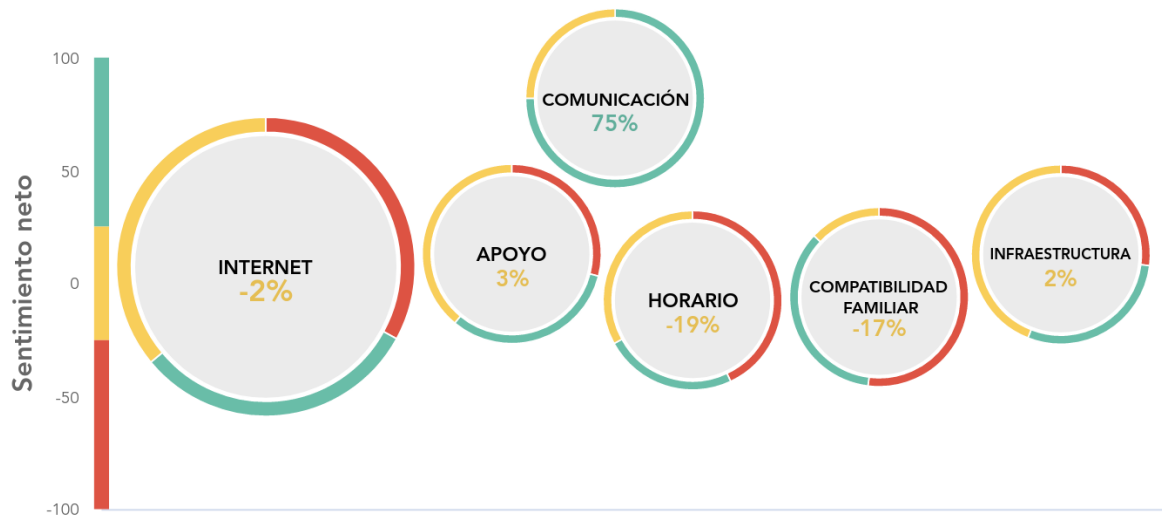 Sentimiento neto
100
50
0
-50
-100
INTERNET
-2%
APOYO
3%
COMUNICACIÓN
75%
HORARIO
-19%
COMPATIBILIDAD
FAMILIAR
-17%
INFRAESTRUCTURA
2%